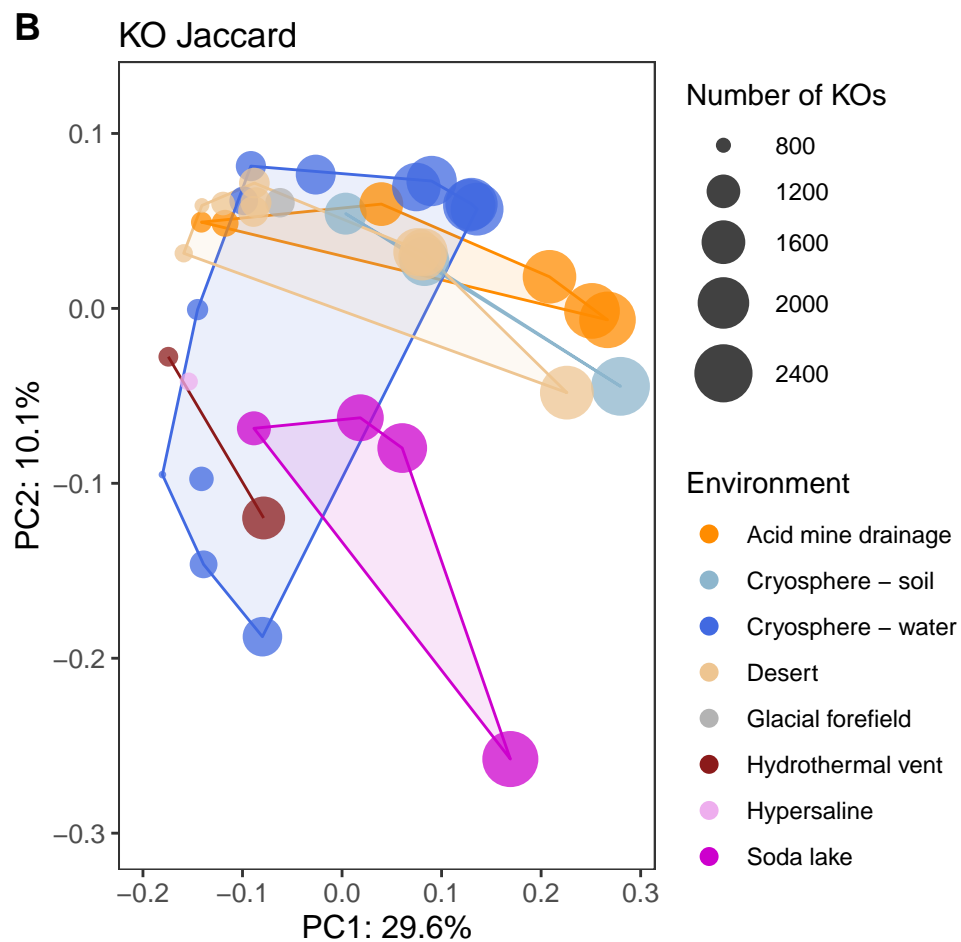 B
KO Jaccard
PC2: 10.1%
0.1
0.0
−0.1
−0.2
−0.3
−0.2
−0.1
0.0
0.1
0.2
0.3
PC1: 29.6%
Number of KOs
800
1200
1600
2000
2400
Environment
Acid mine drainage
Cryosphere − soil
Cryosphere − water
Desert
Glacial forefield
Hydrothermal vent
Hypersaline
Soda lake